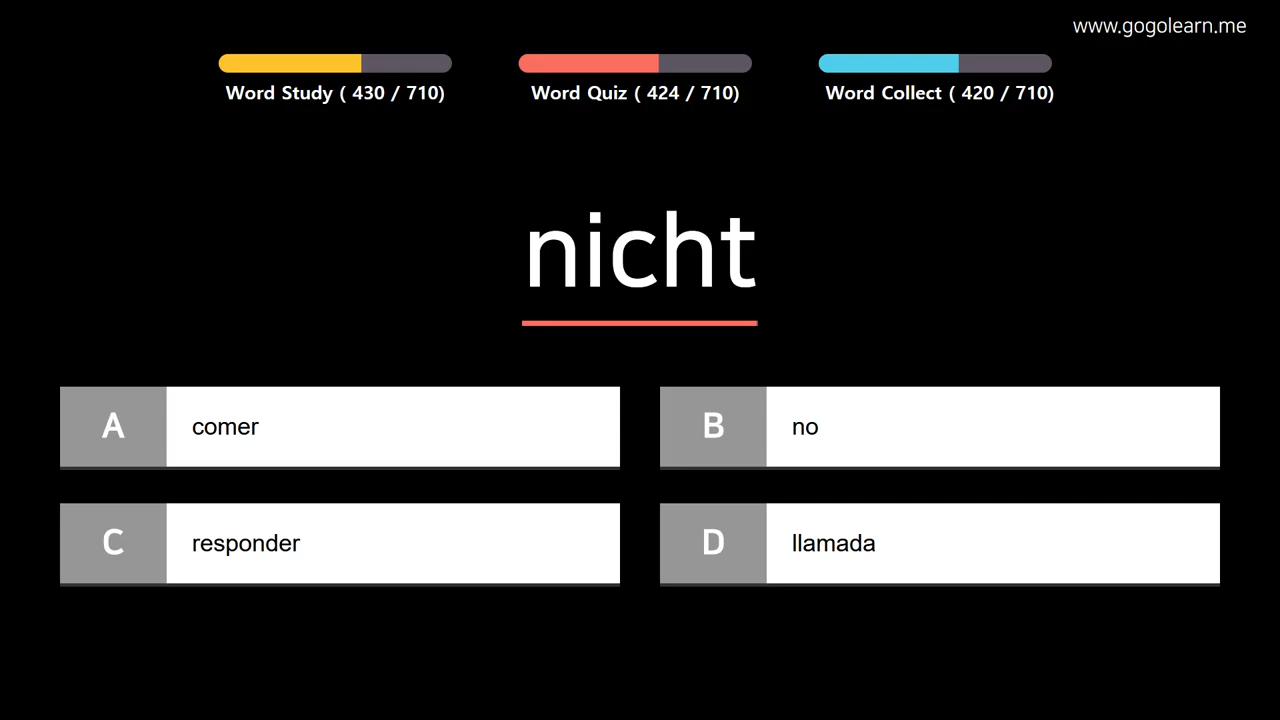 www.gogolearn.me
Word Study ( 430 / 710)
Word Quiz ( 424 / 710)
Word Collect ( 420 / 710)
nicht
A
comer
B
no
C
responder
D
llamada